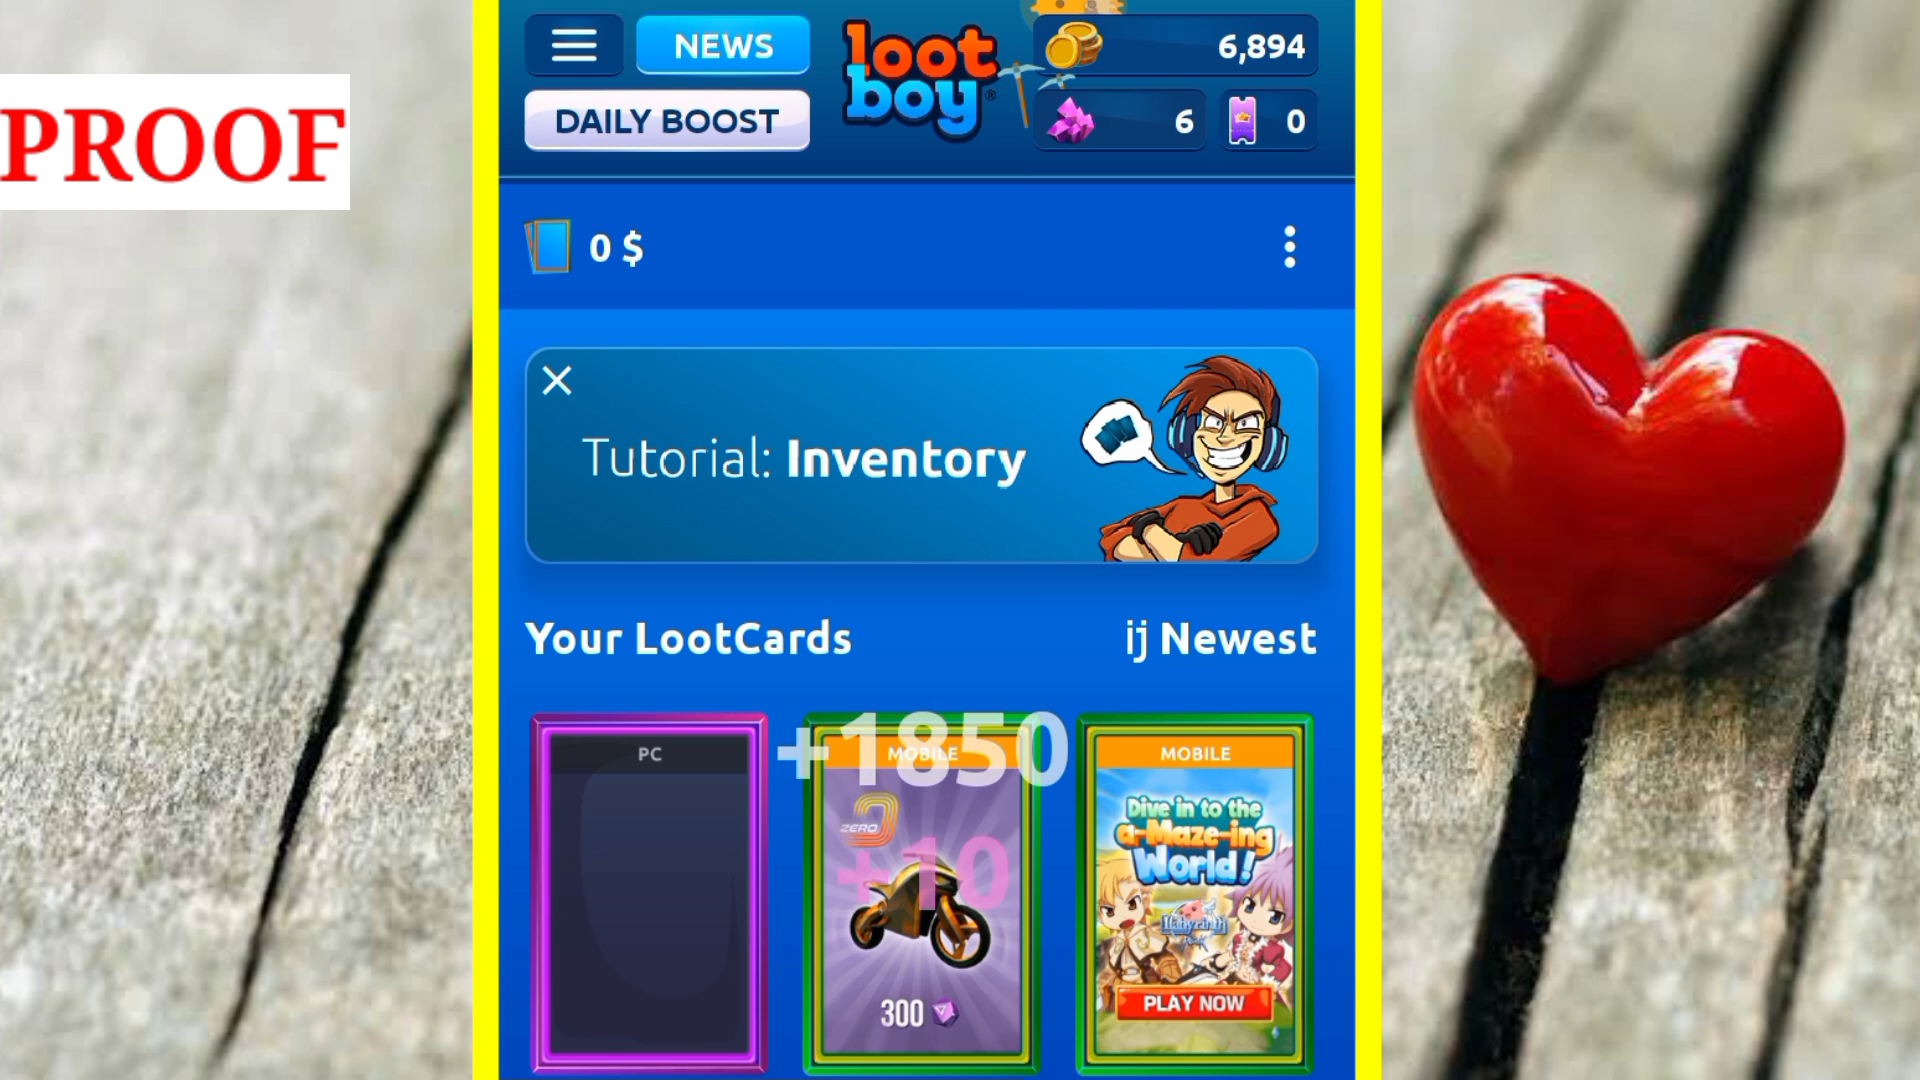 PROOF
NEWS
DAILY BOOST
loot
boy
6,894
6
0
0 $
Tutorial: Inventory
Your LootCards
Newest
PC
MOBILE
MOBILE
+1850
ZERO
+10
300
Dive in to the
a-Maze-ing
World!
Labyrinth
PLAY NOW